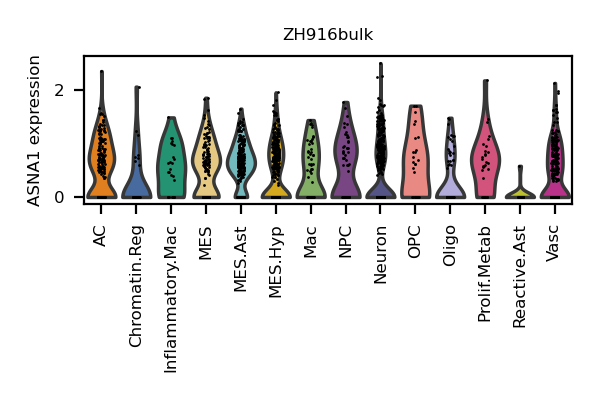 ZH916bulk
ASNA1 expression
2
0
AC
Chromatin.Reg
Inflammatory.Mac
MES
MES.Ast
MES.Hyp
Mac
NPC
Neuron
OPC
Oligo
Prolif.Metab
Reactive.Ast
Vasc